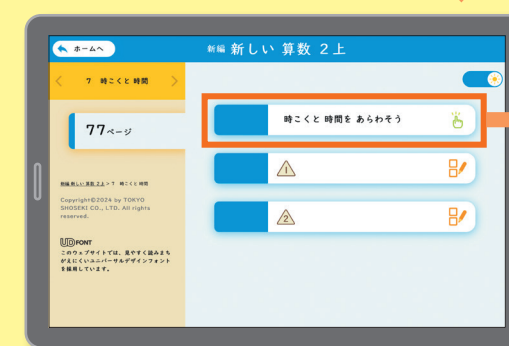 ホームへ
新編 新しい 算数 2上
7 時こくと 時間
77ページ
新編 新しい 算数 2上 > 7 時こくと 時間
Copyright©2024 by TOKYO
SHOSEKI CO., LTD. All rights
reserved.
UD FONT
このウェブサイトでは、見やすく読みまち
がえにくいユニバーサルデザインフォント
を採用しています。
時こくと 時間を あらわそう
1
2